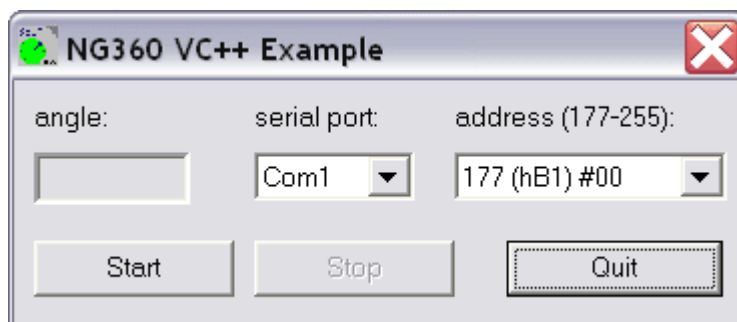 NG360 VC++ Example
angle: serial port: address (177-255):
Com1 177 (hB1) #00
Start Stop Quit